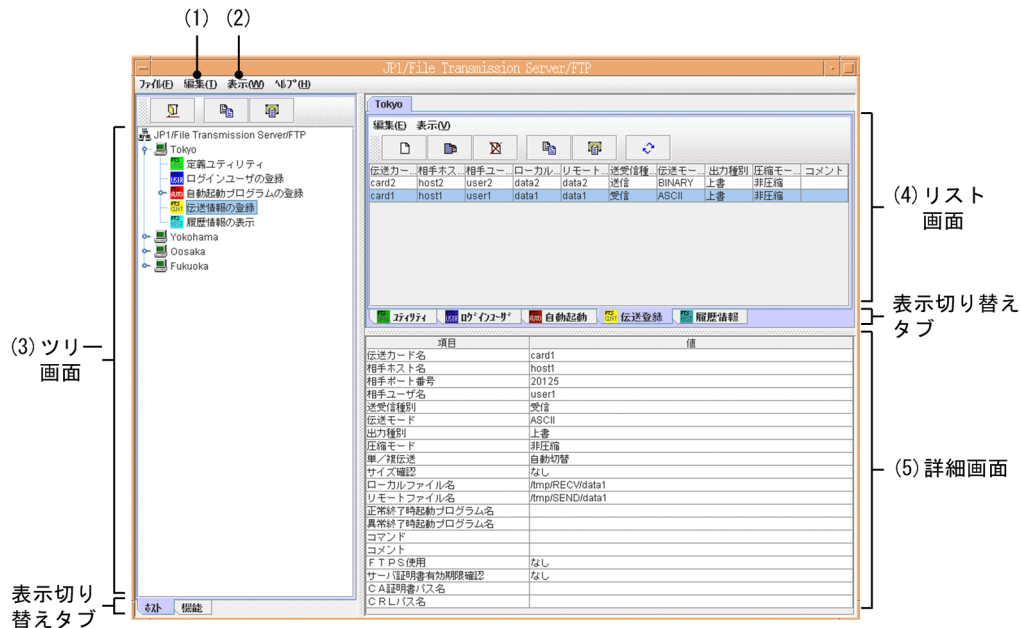 (1) (2)
JP1/File Transmission Server/FTP
ﾌｧｲﾙ(F) 編集(I) 表示(W) ﾍﾙﾌﾟ(H)
JP1/File Transmission Server/FTP
Tokyo
定義ユティリティ
ログインユーザの登録
自動起動プログラムの登録
伝送情報の登録
履歴情報の表示
Yokohama
Oosaka
Fukuoka
ﾎｽﾄ 機能
(3) ツリー
画面
表示切り
替えタブ
Tokyo
編集(E) 表示(V)
伝送カー... 相手ホス... 相手ユー... ローカル... リモート... 送受信種... 伝送モー... 出力種別 圧縮モー... コメント
card2 host2 user2 data2 data2 送信 BINARY 上書 非圧縮
card1 host1 user1 data1 data1 受信 ASCII 上書 非圧縮
ﾕﾃｨﾘﾃｨ ﾛｸﾞｲﾝﾕｰｻﾞ 自動起動 伝送登録 履歴情報
(4) リスト
画面
表示切り替え
タブ
項目 値
伝送カード名 card1
相手ホスト名 host1
相手ポート番号 20125
相手ユーザ名 user1
送受信種別 受信
伝送モード ASCII
出力種別 上書
圧縮モード 非圧縮
単／複伝送 自動切替
サイズ確認 なし
ローカルファイル名 /tmp/RECV/data1
リモートファイル名 /tmp/SEND/data1
正常終了時起動プログラム名
異常終了時起動プログラム名
コマンド
コメント
ＦＴＰＳ使用 なし
サーバ証明書有効期限確認 なし
ＣＡ証明書パス名
ＣＲＬパス名
(5) 詳細画面